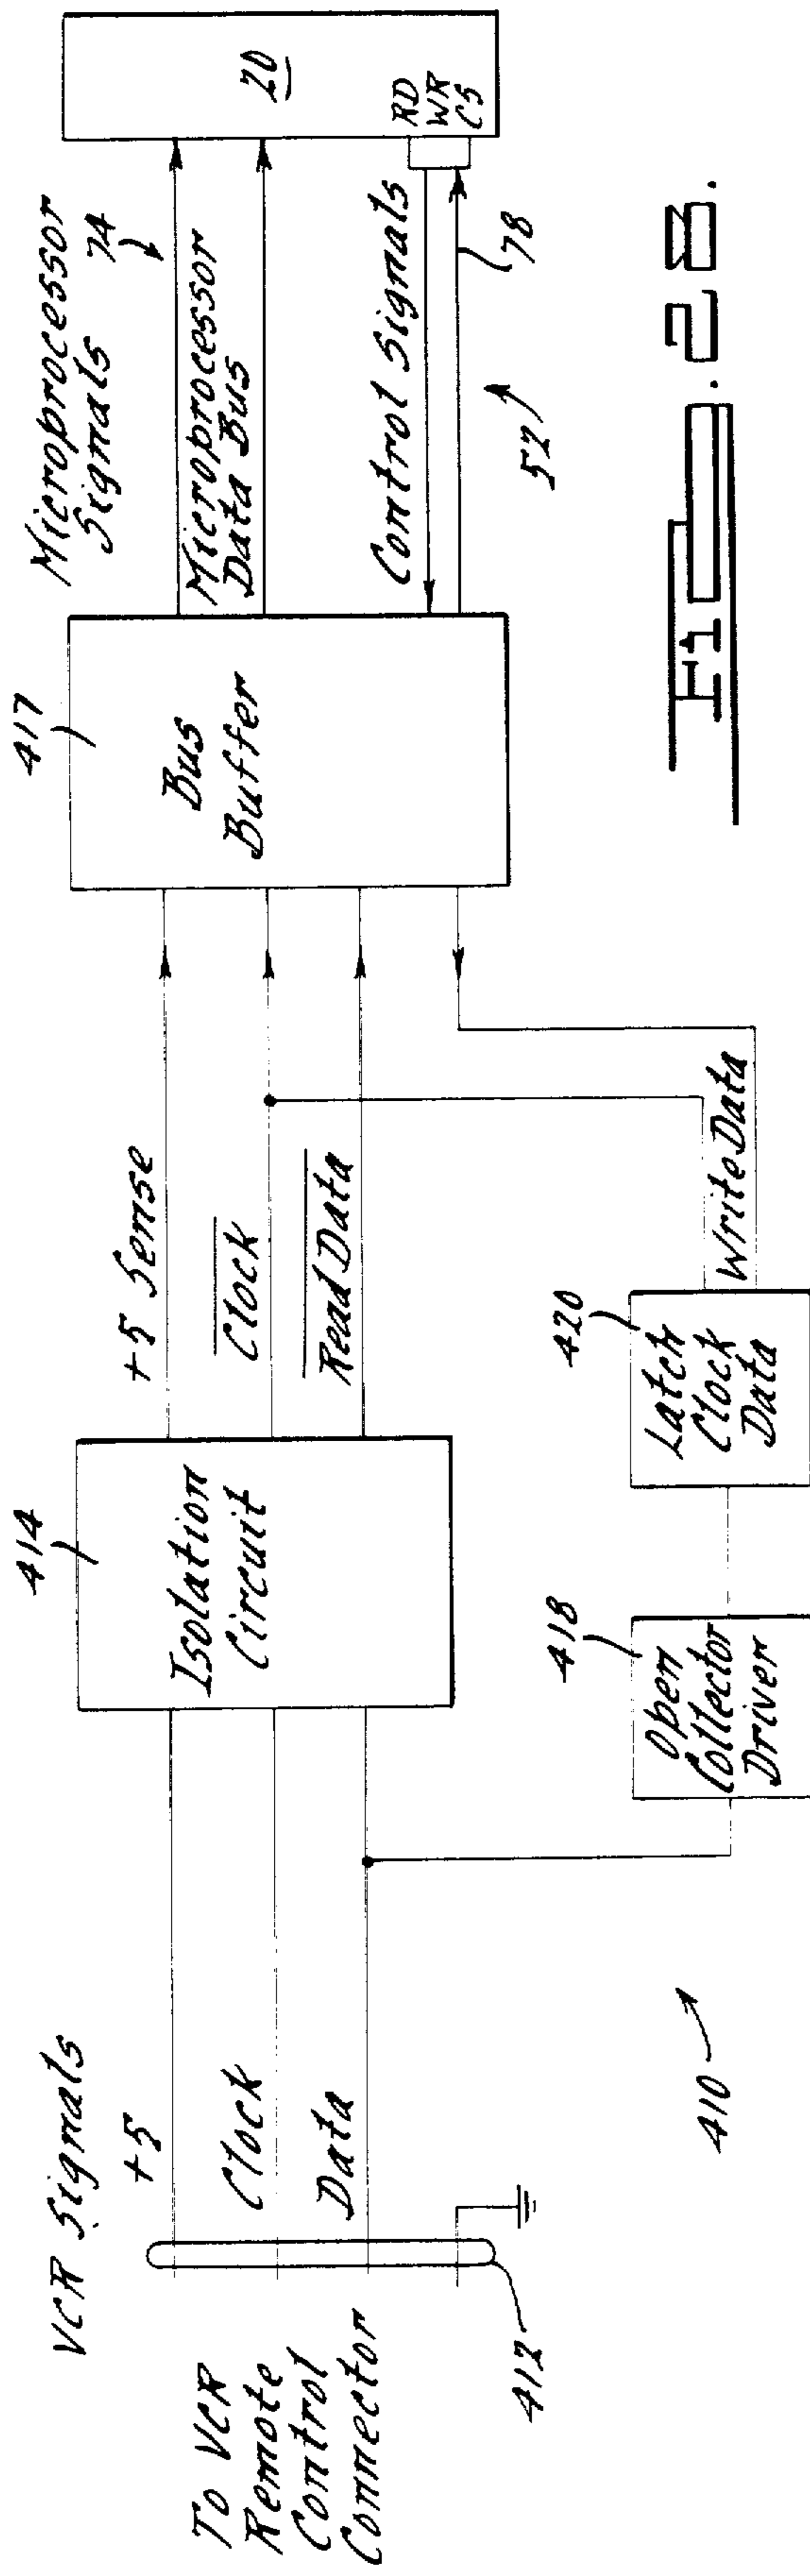 VCR Signals
To VCR
Remote
Control
Connector
+5
Clock
Data
412
410
414
Isolation
Circuit
+5 Sense
Clock
Read Data
418
Open
Collector
Driver
420
Latch
Clock
Data
Write Data
417
Bus
Buffer
Microprocessor
Signals
74
Microprocessor
Data Bus
Control Signals
78
52
20
RD
WR
CS
Fig. 28.